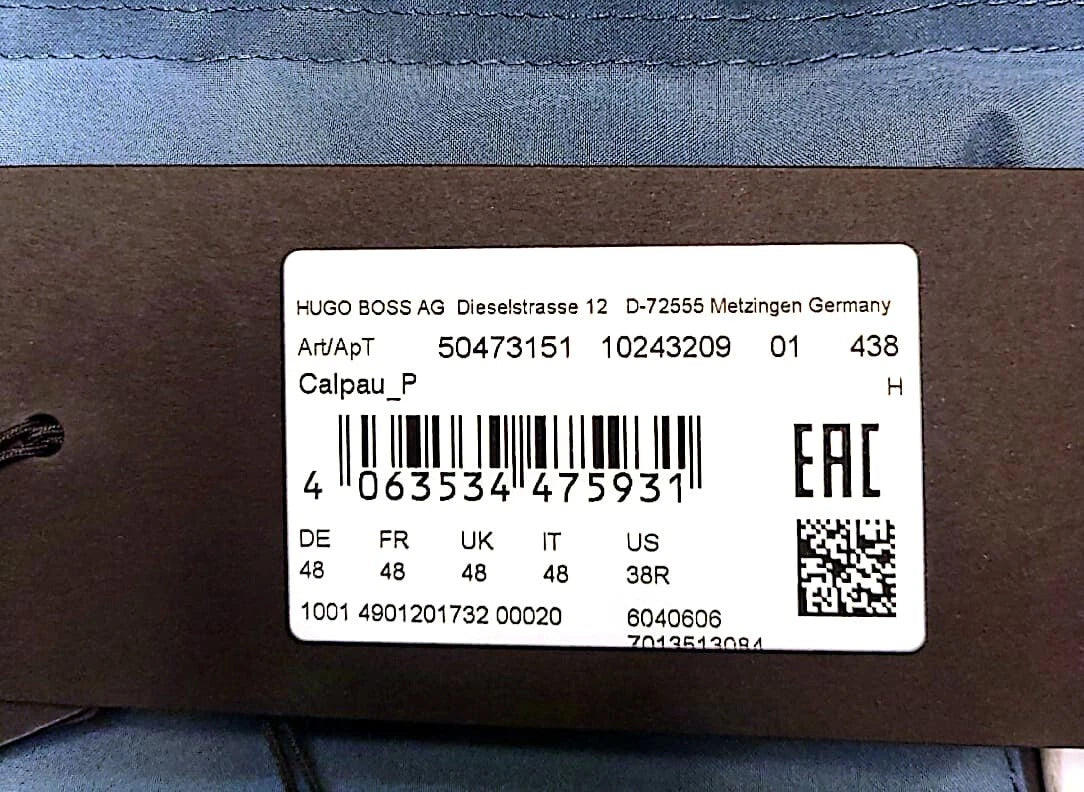 HUGO BOSS AG Dieselstrasse 12 D-72555 Metzingen Germany
Art/ApT 50473151 10243209 01 438
Calpau_P H
4 063534 475931
EAC
DE FR UK IT US
48 48 48 48 38R
1001 4901201732 00020 6040606
7013513084